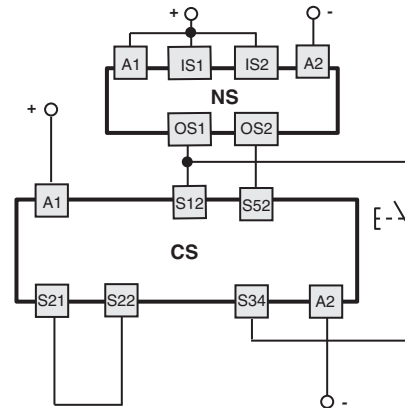 + -
A1 IS1 IS2 A2
NS
OS1 OS2
+
A1 S12 S52
CS
S21 S22 S34 A2
-